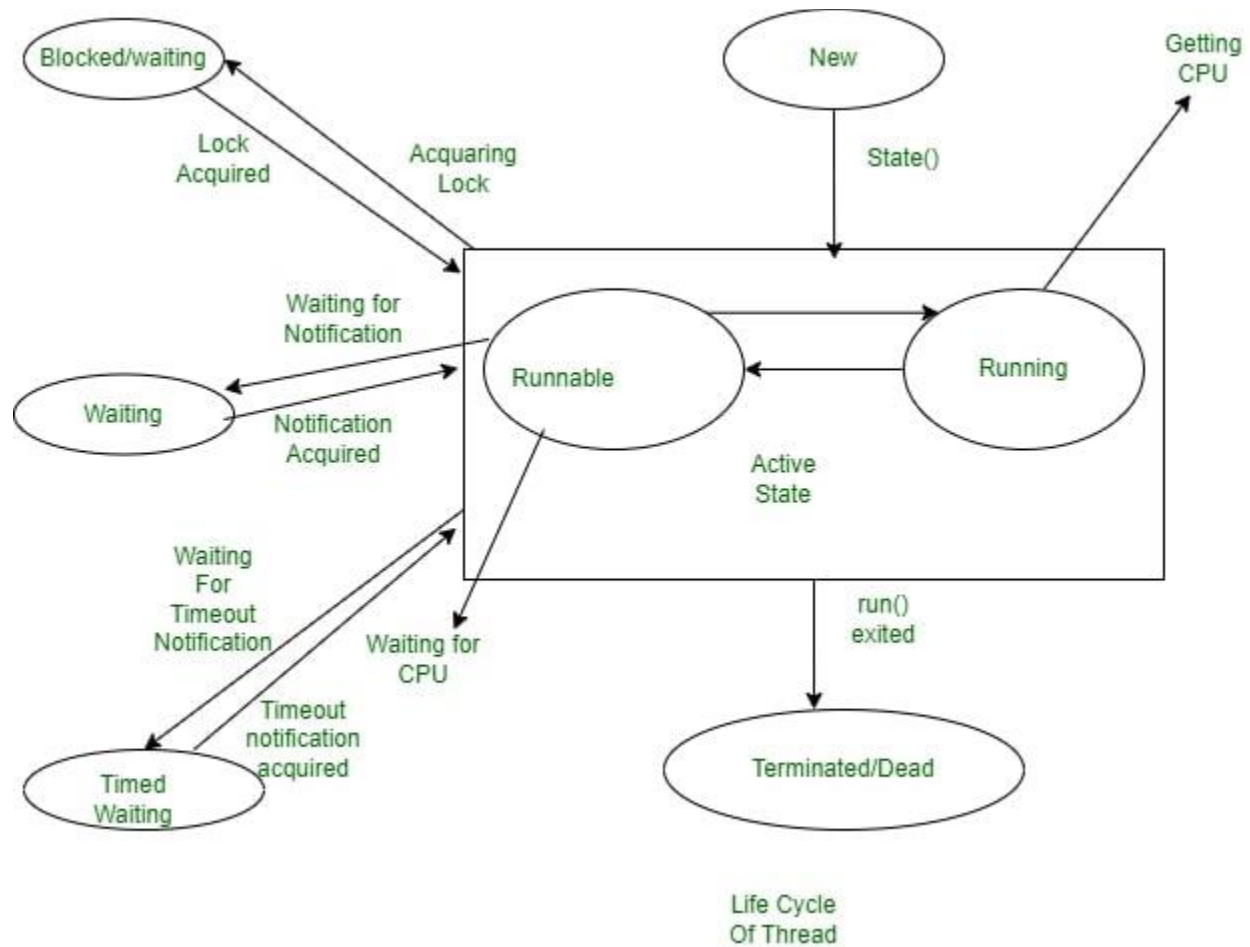 Blocked/waiting
New
Getting
CPU
Lock
Acquired
Acquaring
Lock
State()
Waiting for
Notification
Runnable
Running
Waiting
Notification
Acquired
Active
State
Waiting
For
Timeout
Notification
Waiting for
CPU
run()
exited
Timeout
notification
acquired
Timed
Waiting
Terminated/Dead
Life Cycle
Of Thread